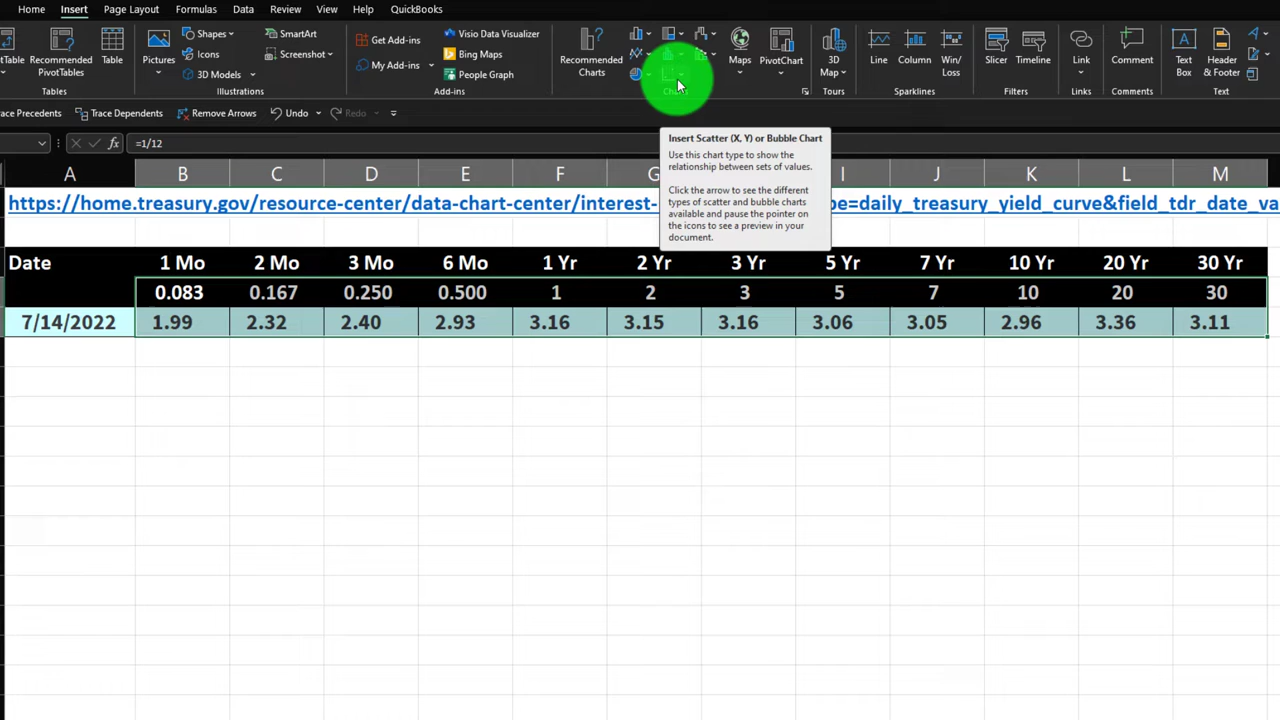 Home Insert Page Layout Formulas Data Review View Help QuickBooks
Recommended PivotTables
Table
Tables
Pictures
Shapes
Icons
3D Models
SmartArt
Screenshot
Illustrations
Get Add-ins
My Add-ins
Visio Data Visualizer
Bing Maps
People Graph
Add-ins
Recommended Charts
Maps
PivotChart
Charts
3D Map
Tours
Line
Column
Win/ Loss
Sparklines
Slicer
Timeline
Filters
Link
Links
Comment
Comments
Text Box
Header & Footer
Text
Trace Precedents Trace Dependents Remove Arrows Undo Redo
fx =1/12
Insert Scatter (X, Y) or Bubble Chart
Use this chart type to show the
relationship between sets of values.
Click the arrow to see the different
types of scatter and bubble charts
available and pause the pointer on
the icons to see a preview in your
document.
A B C D E F G I J K L M
https://home.treasury.gov/resource-center/data-chart-center/interest- pe=daily_treasury_yield_curve&field_tdr_date_va
Date 1 Mo 2 Mo 3 Mo 6 Mo 1 Yr 2 Yr 3 Yr 5 Yr 7 Yr 10 Yr 20 Yr 30 Yr
0.083 0.167 0.250 0.500 1 2 3 5 7 10 20 30
7/14/2022 1.99 2.32 2.40 2.93 3.16 3.15 3.16 3.06 3.05 2.96 3.36 3.11